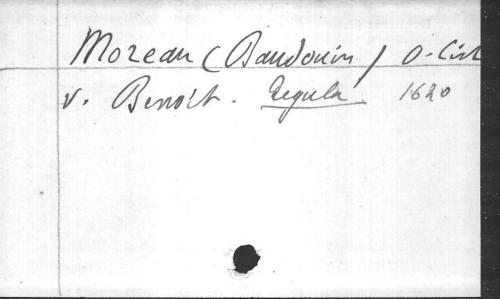 Moreau (Baudouin) O. Cist
v. Benoît. Regula 1620